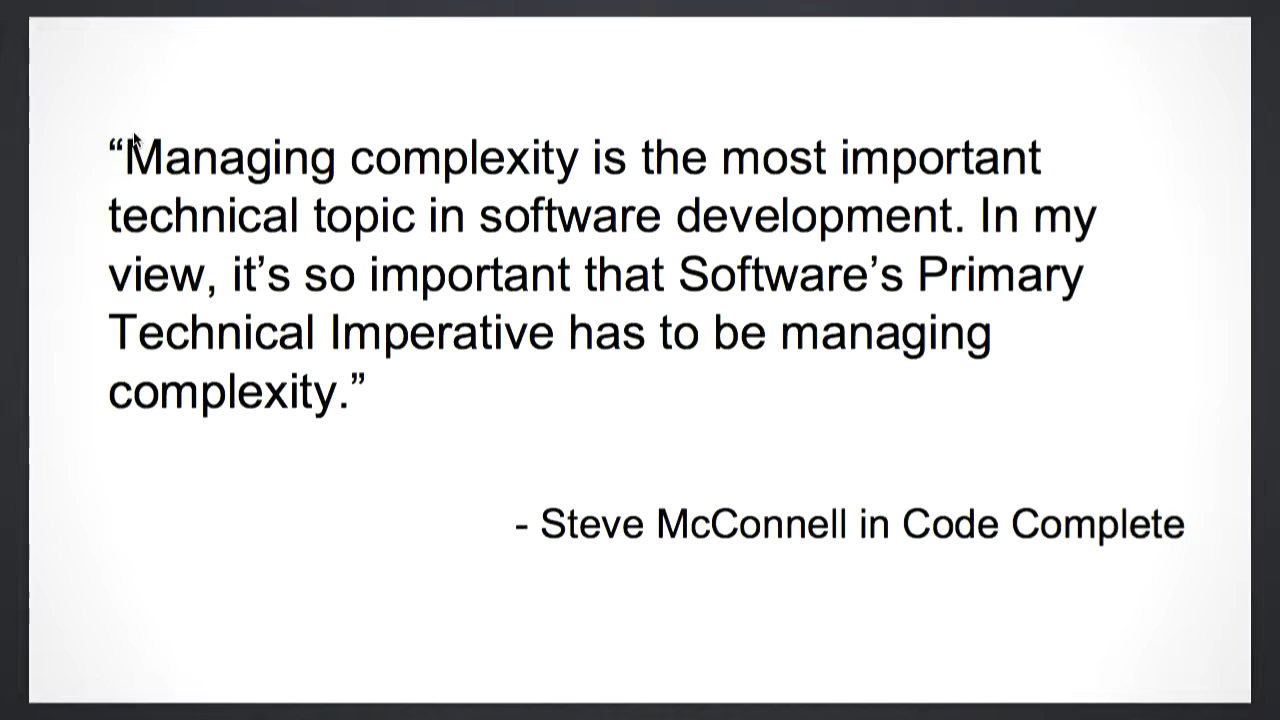 “Managing complexity is the most important
technical topic in software development. In my
view, it’s so important that Software’s Primary
Technical Imperative has to be managing
complexity.”
- Steve McConnell in Code Complete